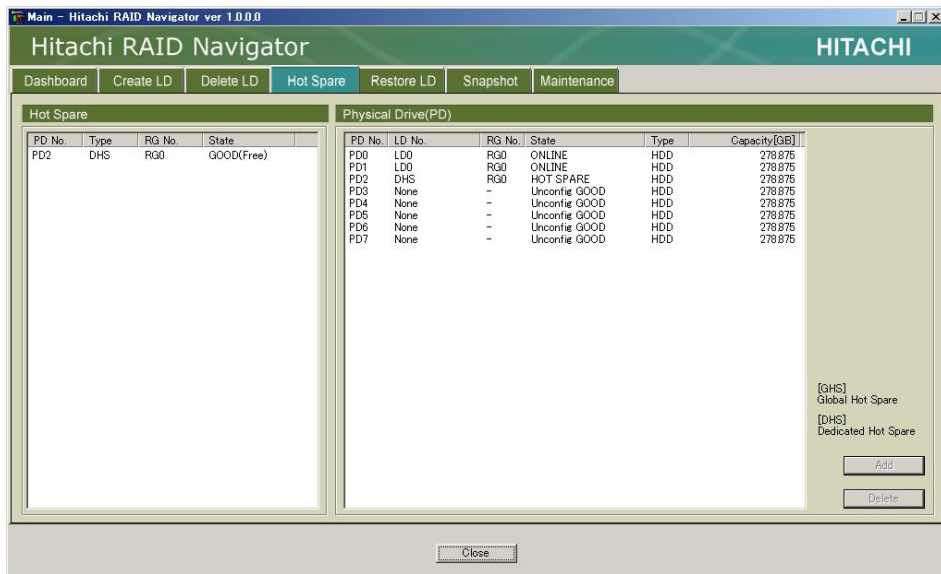 Main - Hitachi RAID Navigator ver 1.0.0.0
Hitachi RAID Navigator
HITACHI
Dashboard Create LD Delete LD Hot Spare Restore LD Snapshot Maintenance
Hot Spare
PD No. Type RG No. State
PD2 DHS RG0 GOOD(Free)
Physical Drive(PD)
PD No. LD No. RG No. State Type Capacity[GB]
PD0 LD0 RG0 ONLINE HDD 278.875
PD1 LD0 RG0 ONLINE HDD 278.875
PD2 DHS RG0 HOT SPARE HDD 278.875
PD3 None - Unconfig GOOD HDD 278.875
PD4 None - Unconfig GOOD HDD 278.875
PD5 None - Unconfig GOOD HDD 278.875
PD6 None - Unconfig GOOD HDD 278.875
PD7 None - Unconfig GOOD HDD 278.875
[GHS]
Global Hot Spare
[DHS]
Dedicated Hot Spare
Add
Delete
Close